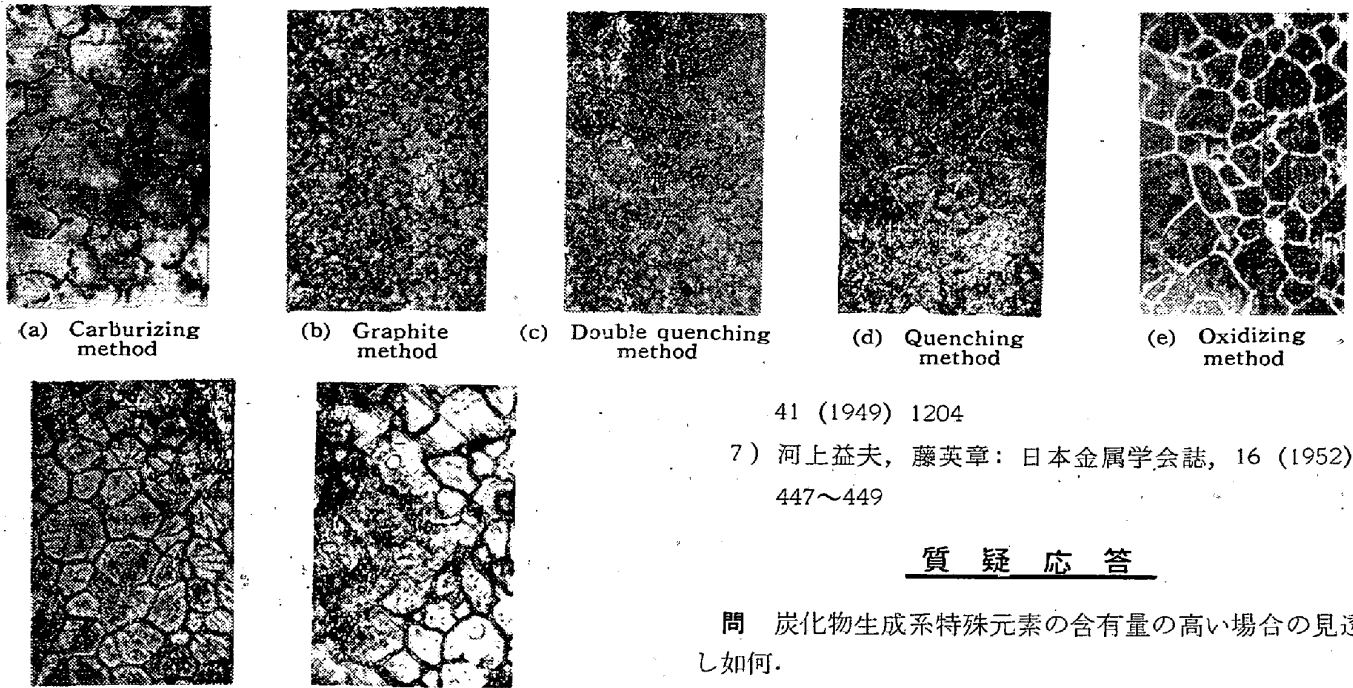 (a) Carburizing
method
(b) Graphite
method
(c) Double quenching
method
(d) Quenching
method
(e) Oxidizing
method
41 (1949) 1204
7) 河上益夫, 藤英章: 日本金属学会誌, 16 (1952)
447～449
質疑応答
問 炭化物生成系特殊元素の含有量の高い場合の見透
し如何.